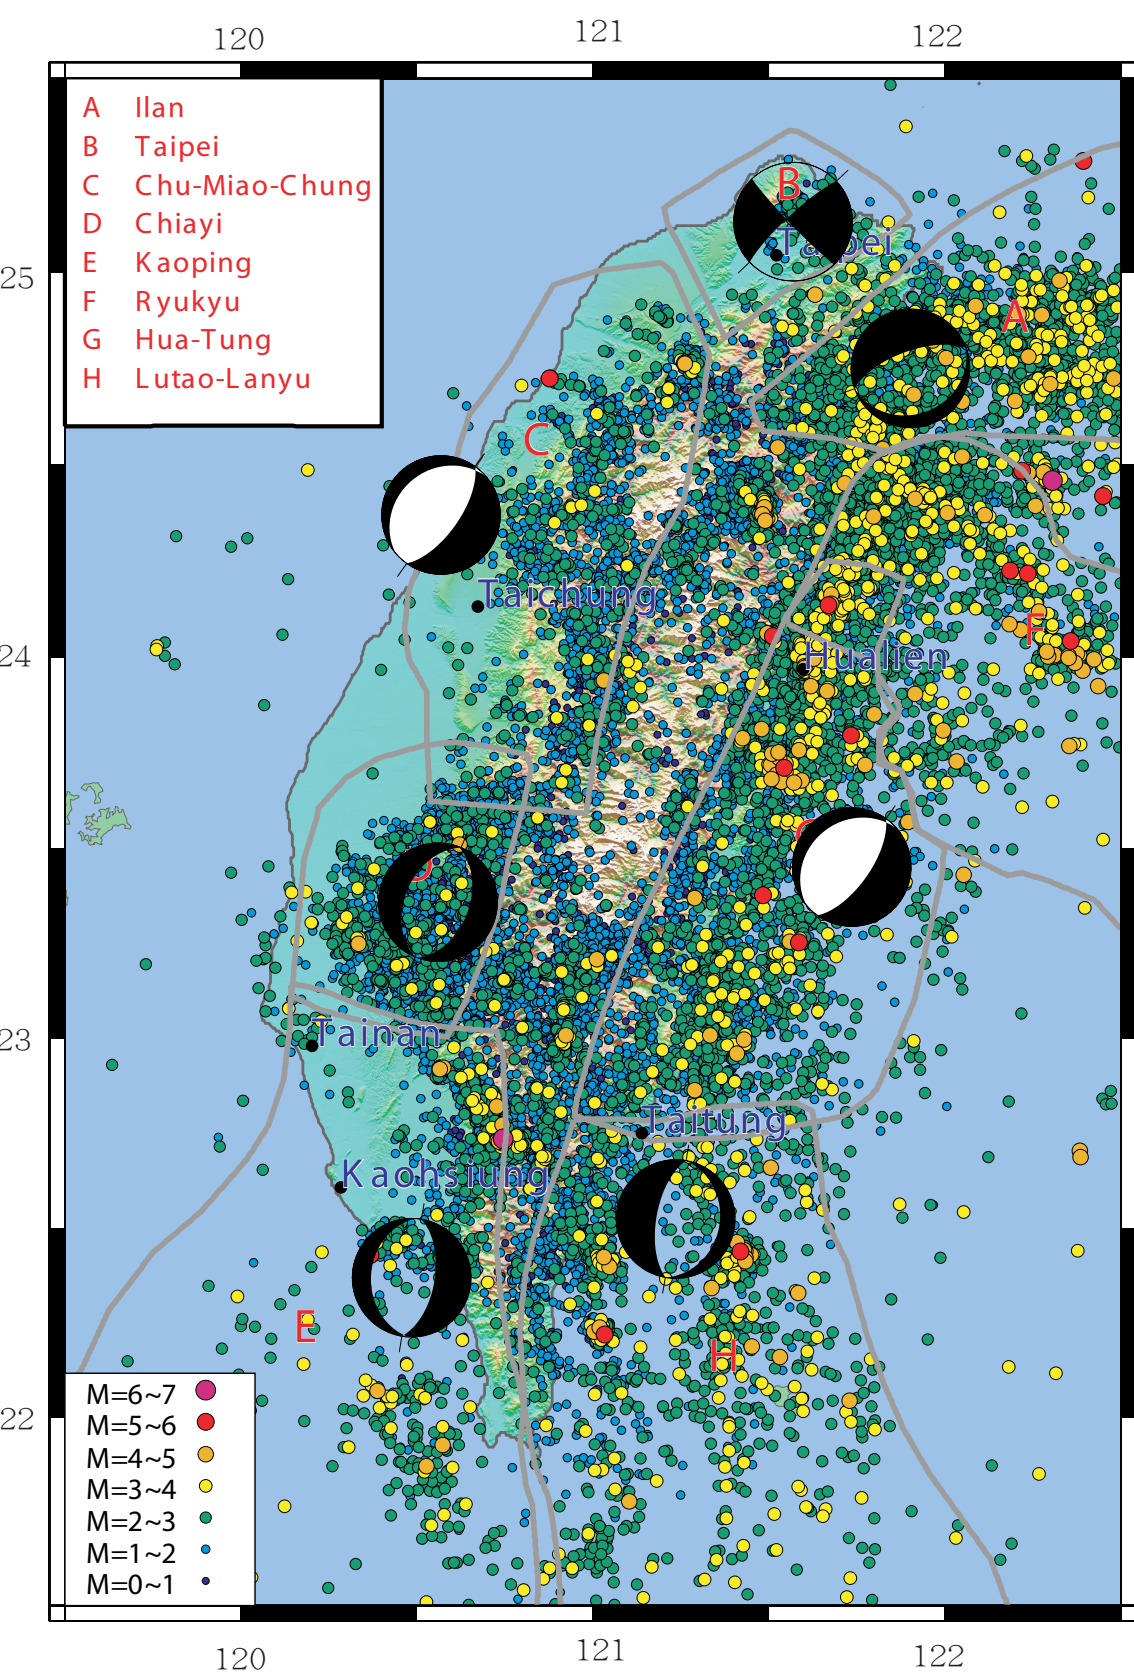 120 121 122
A Ilan
B Taipei
C Chu-Miao-Chung
D Chiayi
E Kaoping
F Ryukyu
G Hua-Tung
H Lutao-Lanyu
B
Taipei
25
A
C
Taichung
24
F
Hualien
D
23
Tainan
Taitung
Kaohsiung
E
H
22
M=6~7
M=5~6
M=4~5
M=3~4
M=2~3
M=1~2
M=0~1
120 121 122